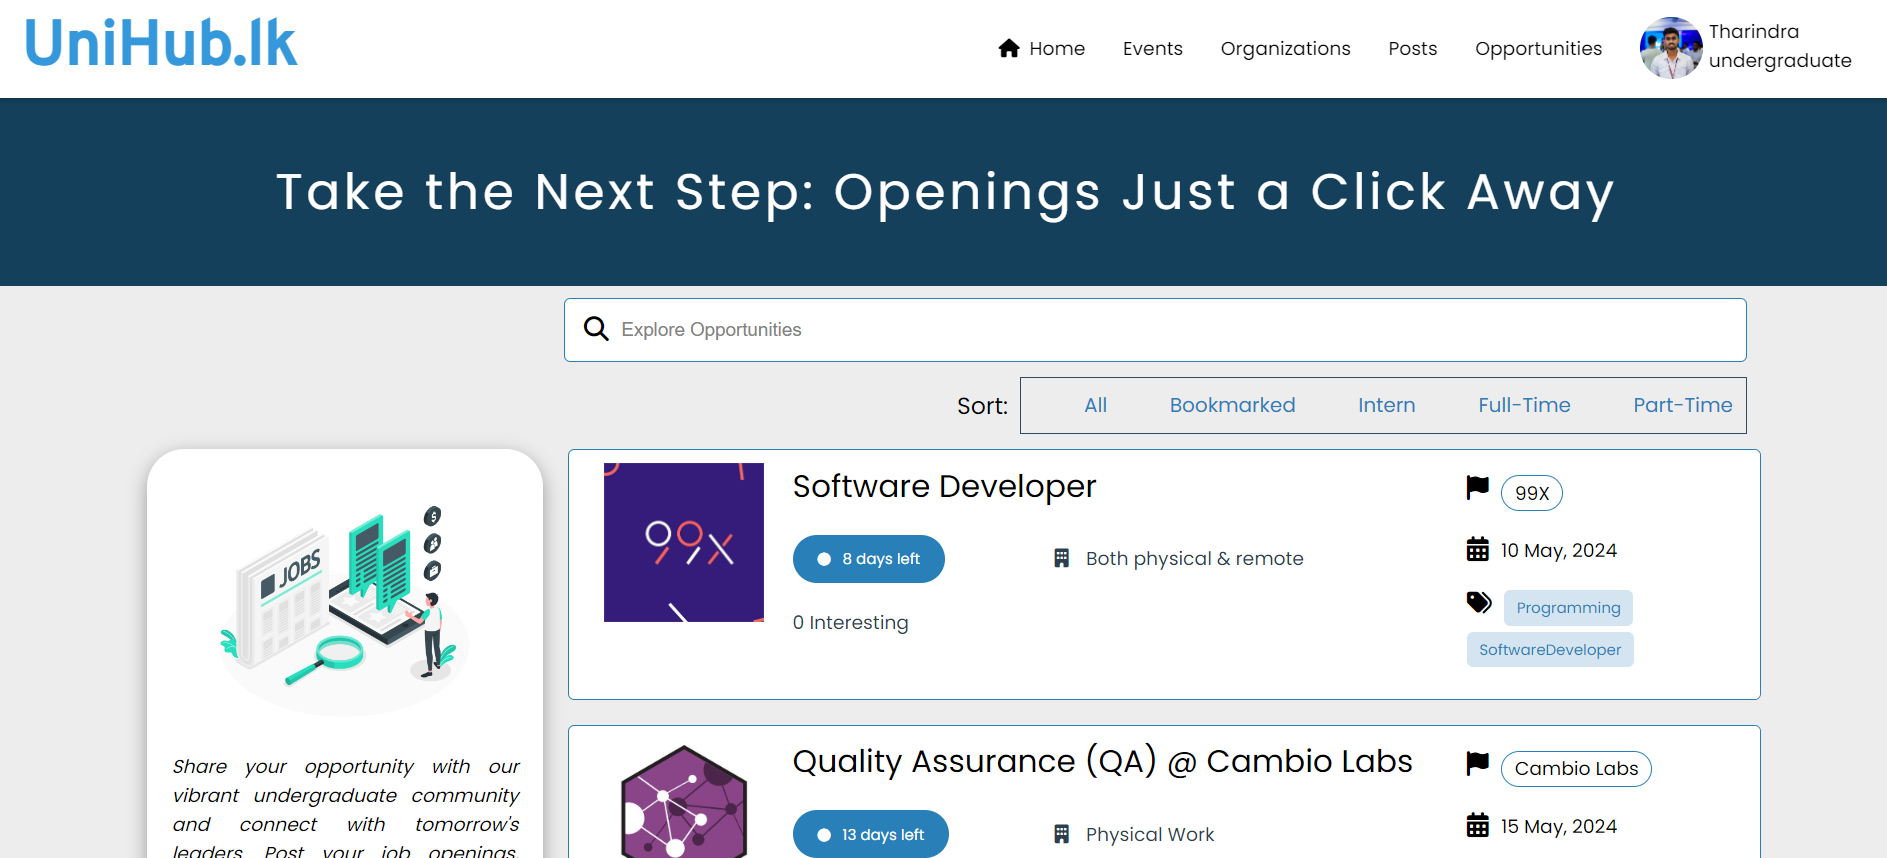 UniHub.lk
Home
Events
Organizations
Posts
Opportunities
Tharindra
undergraduate
Take the Next Step: Openings Just a Click Away
Explore Opportunities
Sort:
All
Bookmarked
Intern
Full-Time
Part-Time
JOBS
$
Share your opportunity with our
vibrant undergraduate community
and connect with tomorrow's
leaders. Post your job openings,
99X
Software Developer
8 days left
Both physical & remote
0 Interesting
99X
10 May, 2024
Programming
SoftwareDeveloper
Quality Assurance (QA) @ Cambio Labs
13 days left
Physical Work
Cambio Labs
15 May, 2024